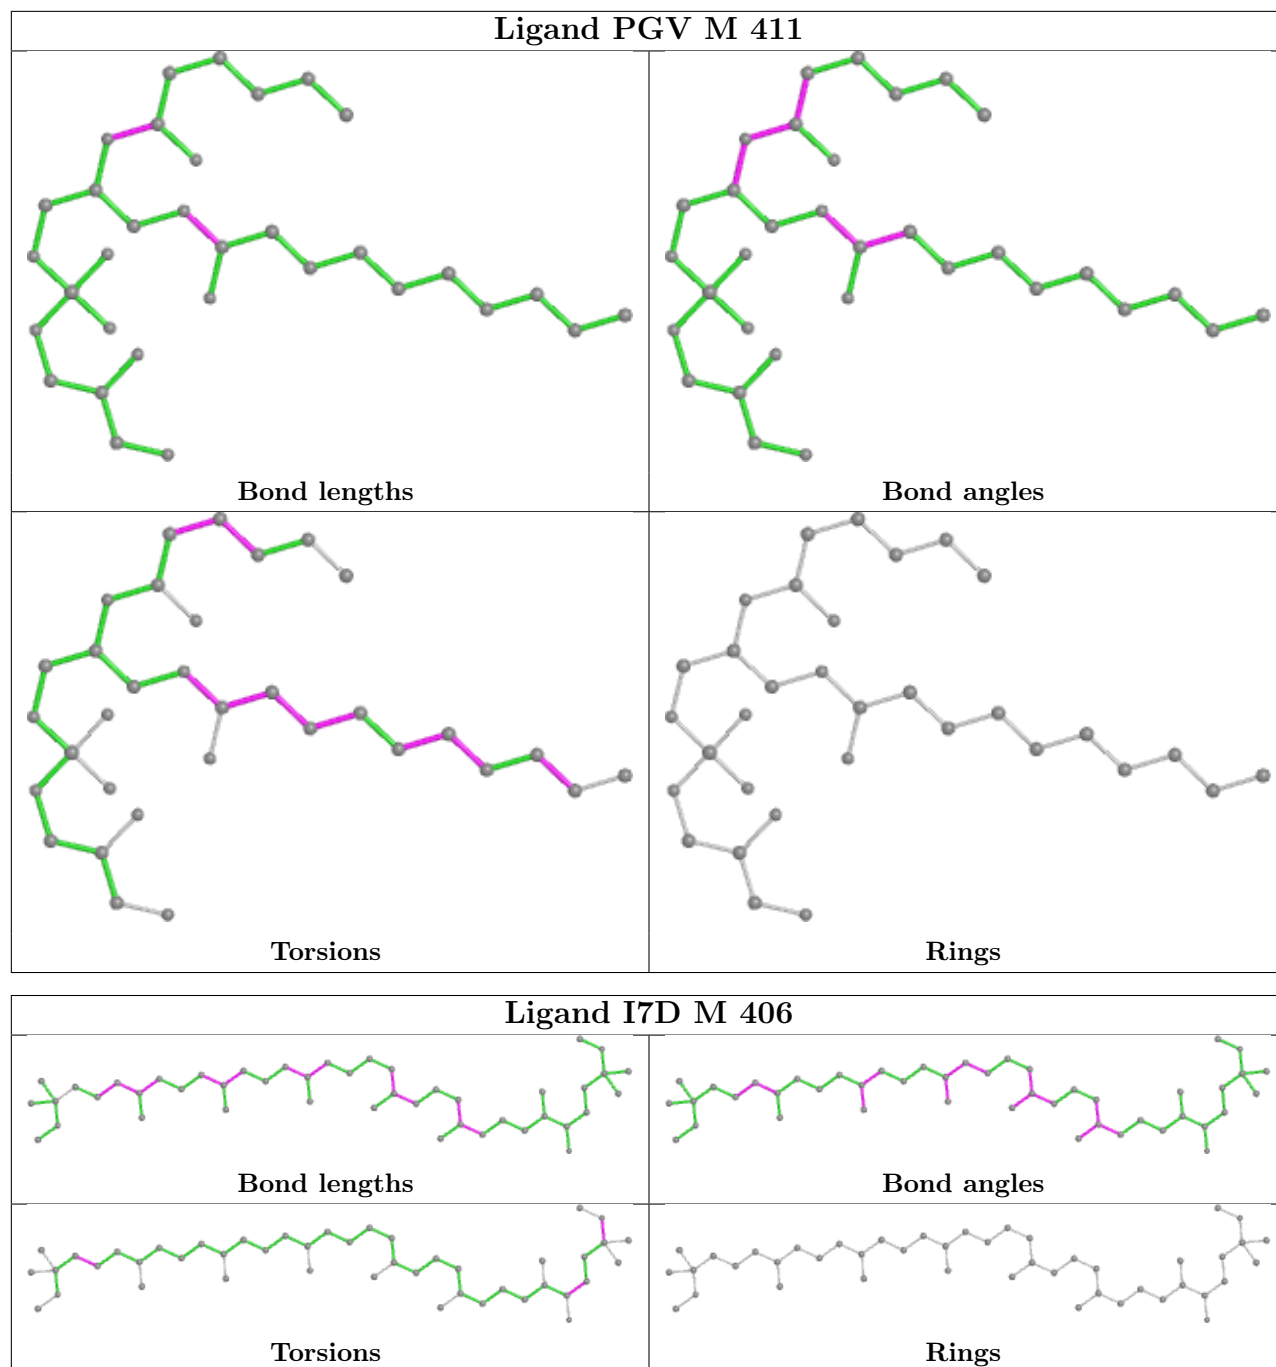 Ligand PGV M 411
Bond lengths
Bond angles
Torsions
Rings
Ligand I7D M 406
Bond lengths
Bond angles
Torsions
Rings